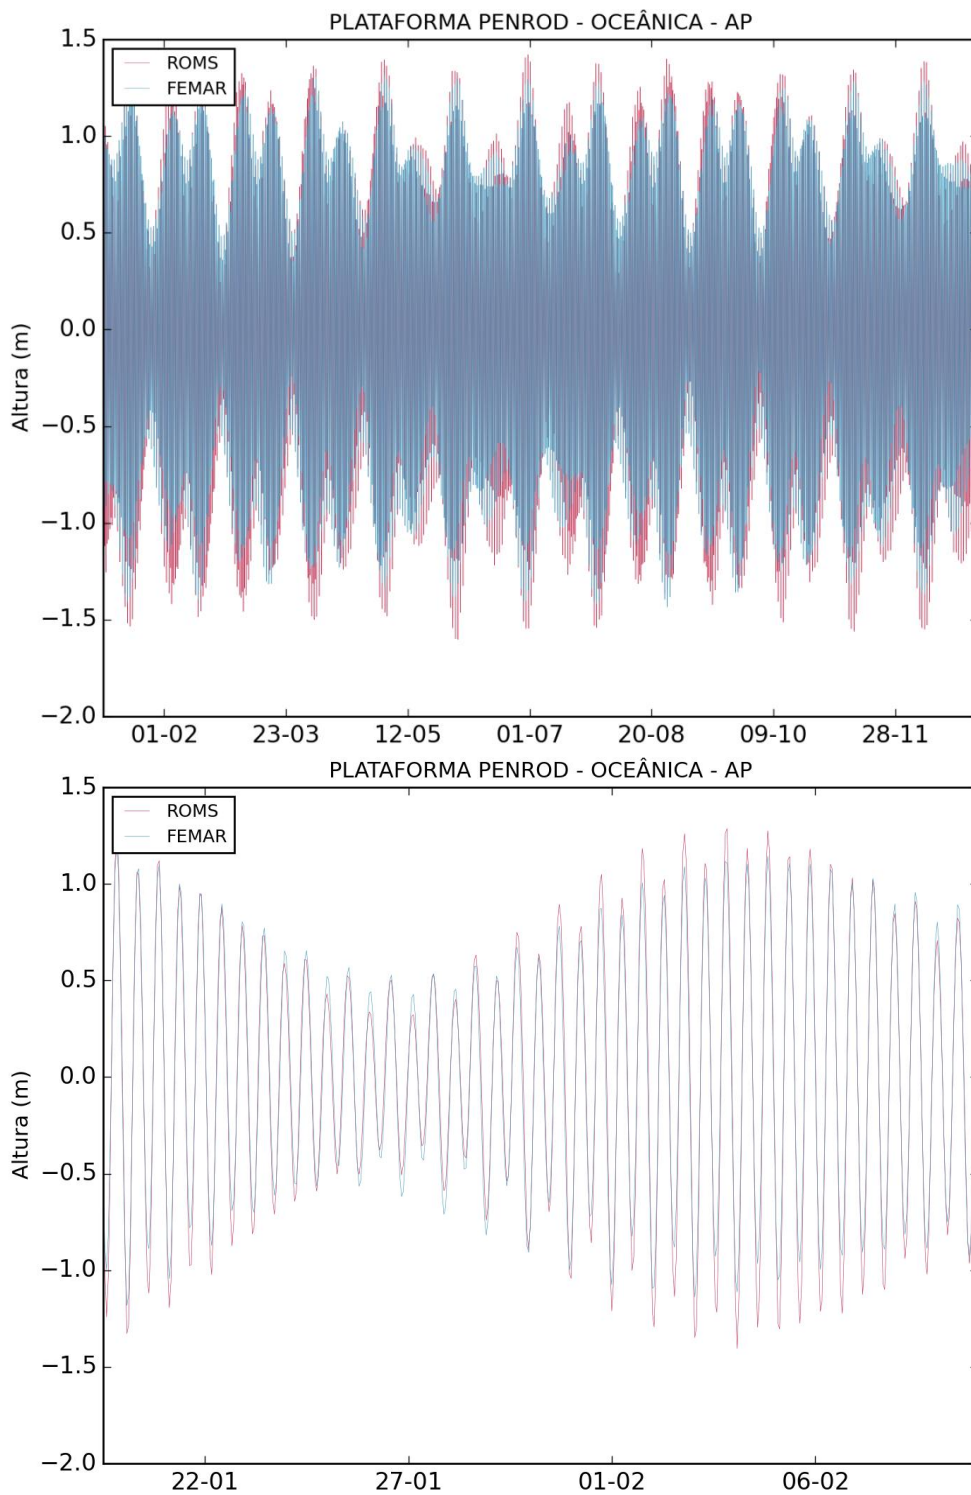 PLATAFORMA PENROD - OCEÂNICA - AP
1.5
ROMS
FEMAR
1.0
0.5
0.0
Altura (m)
−0.5
−1.0
−1.5
−2.0
01-02 23-03 12-05 01-07 20-08 09-10 28-11
PLATAFORMA PENROD - OCEÂNICA - AP
1.5
ROMS
FEMAR
1.0
0.5
0.0
Altura (m)
−0.5
−1.0
−1.5
−2.0
22-01 27-01 01-02 06-02